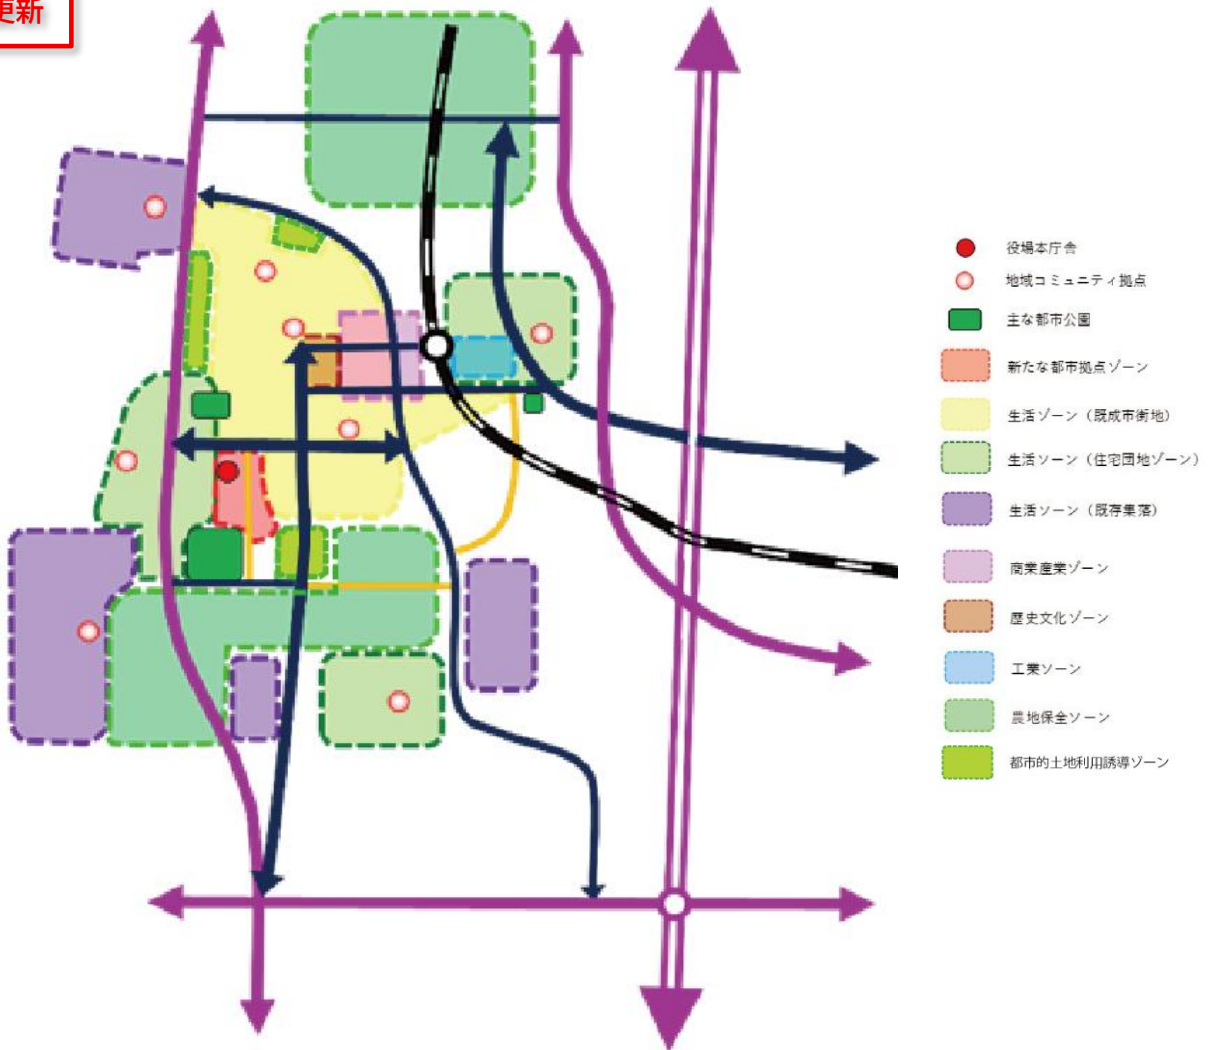 更新
役場本庁舎
地域コミュニティ拠点
主な都市公園
新たな都市拠点ゾーン
生活ゾーン（既成市街地）
生活ゾーン（住宅団地ゾーン）
生活ゾーン（既存集落）
商業産業ゾーン
歴史文化ゾーン
工業ゾーン
農地保全ゾーン
都市的土地利用誘導ゾーン